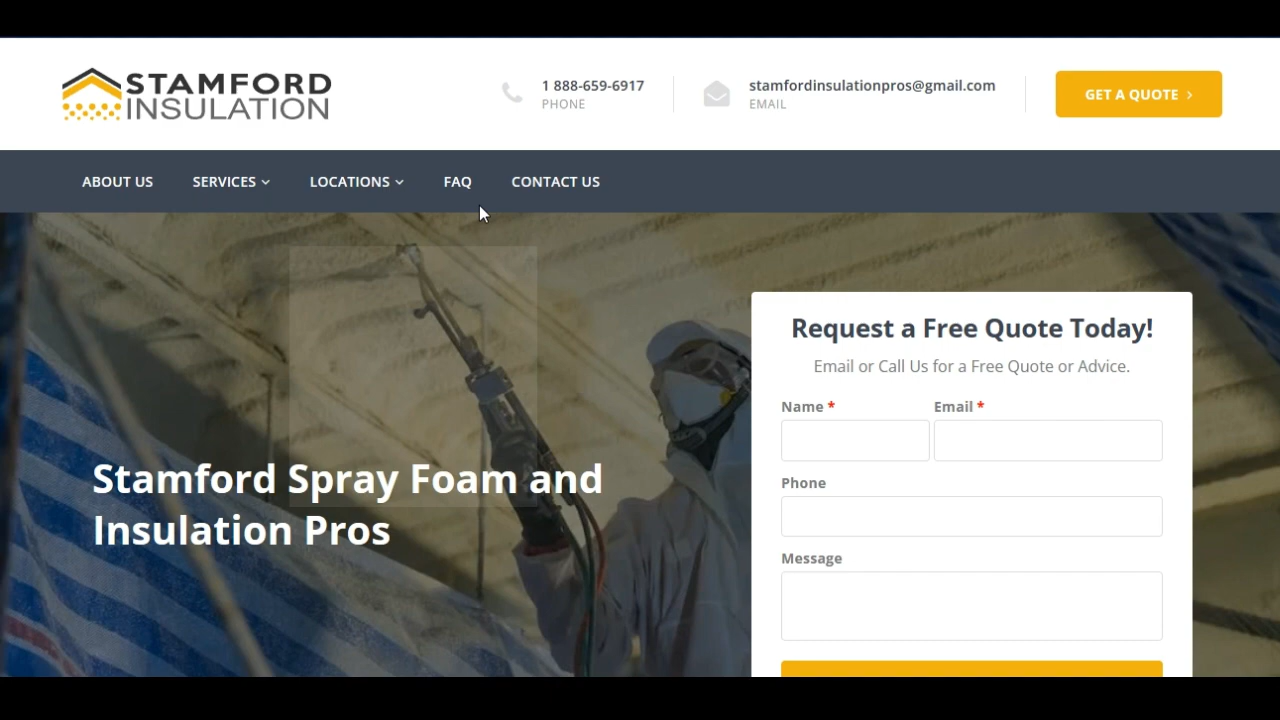 STAMFORD
INSULATION
1 888-659-6917
PHONE
stamfordinsulationpros@gmail.com
EMAIL
GET A QUOTE
ABOUT US
SERVICES
LOCATIONS
FAQ
CONTACT US
Stamford Spray Foam and
Insulation Pros
Request a Free Quote Today!
Email or Call Us for a Free Quote or Advice.
Name *
Email *
Phone
Message